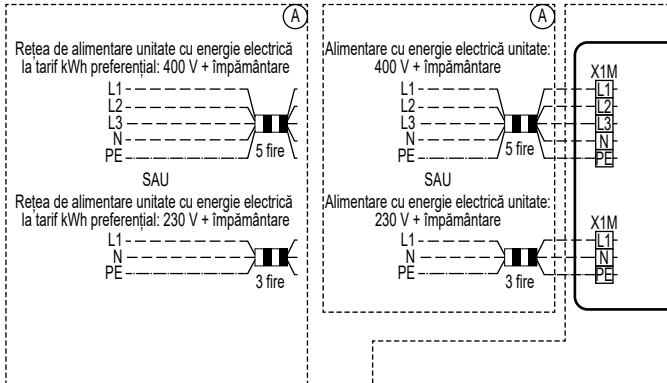 A
Rețea de alimentare unitate cu energie electrică
la tarif kWh preferențial: 400 V + împământare
L1
L2
L3
N
PE
5 fire
SAU
Rețea de alimentare unitate cu energie electrică
la tarif kWh preferențial: 230 V + împământare
L1
N
PE
3 fire
A
Alimentare cu energie electrică unitate:
400 V + împământare
L1
L2
L3
N
PE
5 fire
SAU
Alimentare cu energie electrică unitate:
230 V + împământare
L1
N
PE
3 fire
X1M
L1
L2
L3
N
PE
X1M
L1
N
PE